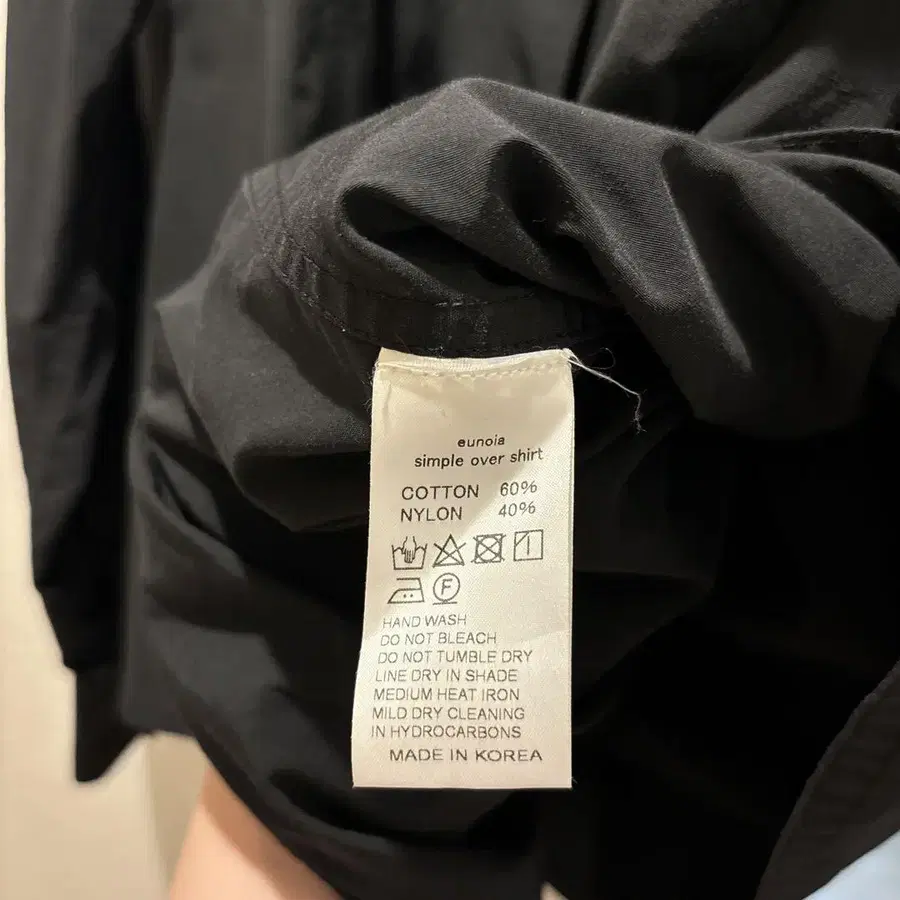 eunoia
simple over shirt
COTTON 60%
NYLON 40%
F
HAND WASH
DO NOT BLEACH
DO NOT TUMBLE DRY
LINE DRY IN SHADE
MEDIUM HEAT IRON
MILD DRY CLEANING
IN HYDROCARBONS
MADE IN KOREA